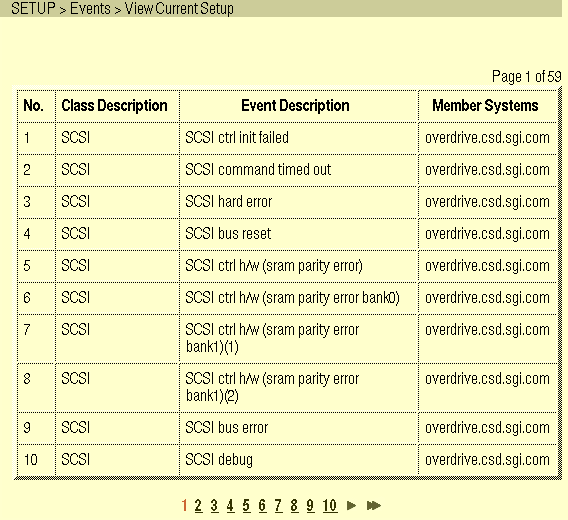 SETUP > Events > View Current Setup
Page 1 of 59
No. Class Description Event Description Member Systems
1 SCSI SCSI ctrl init failed overdrive.csd.sgi.com
2 SCSI SCSI command timed out overdrive.csd.sgi.com
3 SCSI SCSI hard error overdrive.csd.sgi.com
4 SCSI SCSI bus reset overdrive.csd.sgi.com
5 SCSI SCSI ctrl h/w (sram parity error) overdrive.csd.sgi.com
6 SCSI SCSI ctrl h/w (sram parity error bank0) overdrive.csd.sgi.com
7 SCSI SCSI ctrl h/w (sram parity error overdrive.csd.sgi.com
bank1)(1)
8 SCSI SCSI ctrl h/w (sram parity error overdrive.csd.sgi.com
bank1)(2)
9 SCSI SCSI bus error overdrive.csd.sgi.com
10 SCSI SCSI debug overdrive.csd.sgi.com
1 2 3 4 5 6 7 8 9 10